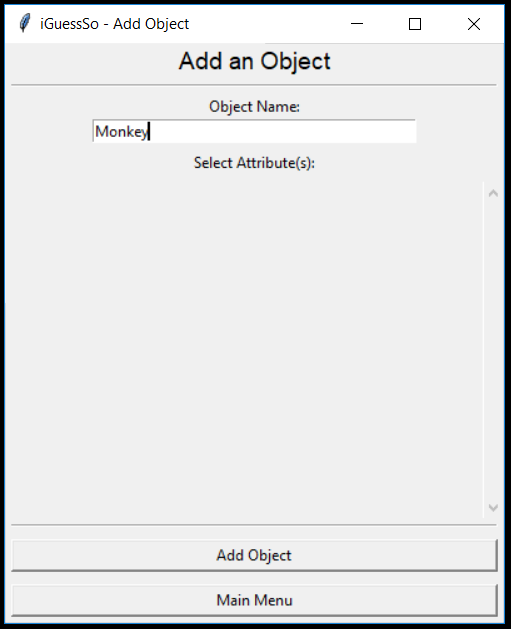 iGuessSo - Add Object
Add an Object
Object Name:
Monkey
Select Attribute(s):
Add Object
Main Menu